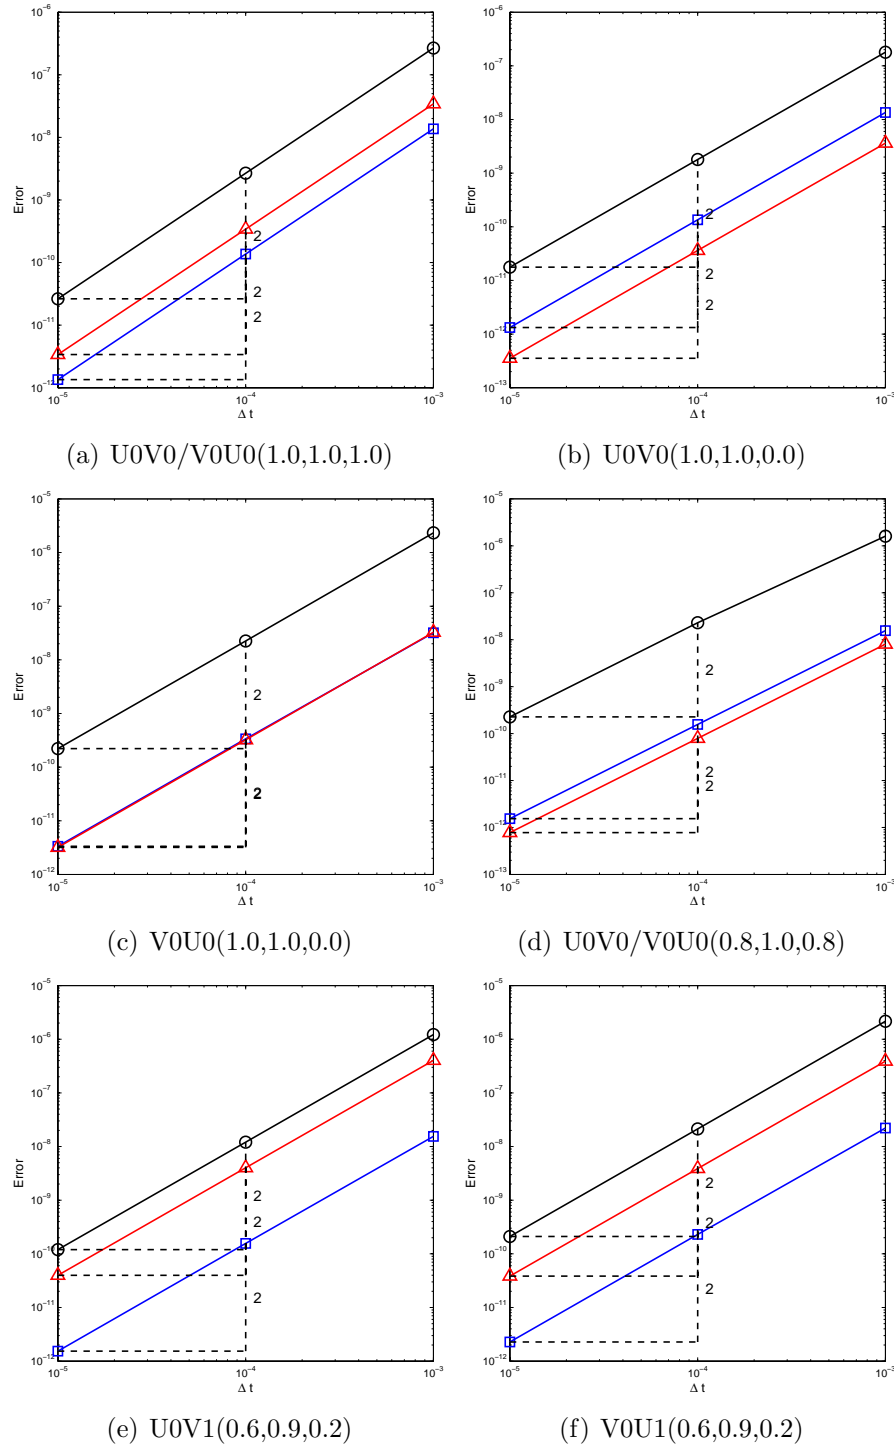 10⁻⁶ 10⁻⁶
10⁻⁷ 10⁻⁷
10⁻⁸ 10⁻⁸
10⁻⁹ 10⁻⁹
10⁻¹⁰ 10⁻¹⁰
10⁻¹¹ 10⁻¹¹
10⁻¹² 10⁻¹²
10⁻¹³
Error Error
2 2
2 2
2 2
10⁻⁵ 10⁻⁴ 10⁻³ 10⁻⁵ 10⁻⁴ 10⁻³
Δ t Δ t
(a) U0V0/V0U0(1.0,1.0,1.0) (b) U0V0(1.0,1.0,0.0)
10⁻⁵ 10⁻⁵
10⁻⁶ 10⁻⁶
10⁻⁷ 10⁻⁷
10⁻⁸ 10⁻⁸
10⁻⁹ 10⁻⁹
10⁻¹⁰ 10⁻¹⁰
10⁻¹¹ 10⁻¹¹
10⁻¹² 10⁻¹²
10⁻¹³
Error Error
2 2
2 2
2
10⁻⁵ 10⁻⁴ 10⁻³ 10⁻⁵ 10⁻⁴ 10⁻³
Δ t Δ t
(c) V0U0(1.0,1.0,0.0) (d) U0V0/V0U0(0.8,1.0,0.8)
10⁻⁵ 10⁻⁵
10⁻⁶ 10⁻⁶
10⁻⁷ 10⁻⁷
10⁻⁸ 10⁻⁸
10⁻⁹ 10⁻⁹
10⁻¹⁰ 10⁻¹⁰
10⁻¹¹ 10⁻¹¹
10⁻¹² 10⁻¹²
Error Error
2 2
2 2
2 2
10⁻⁵ 10⁻⁴ 10⁻³ 10⁻⁵ 10⁻⁴ 10⁻³
Δ t Δ t
(e) U0V1(0.6,0.9,0.2) (f) V0U1(0.6,0.9,0.2)